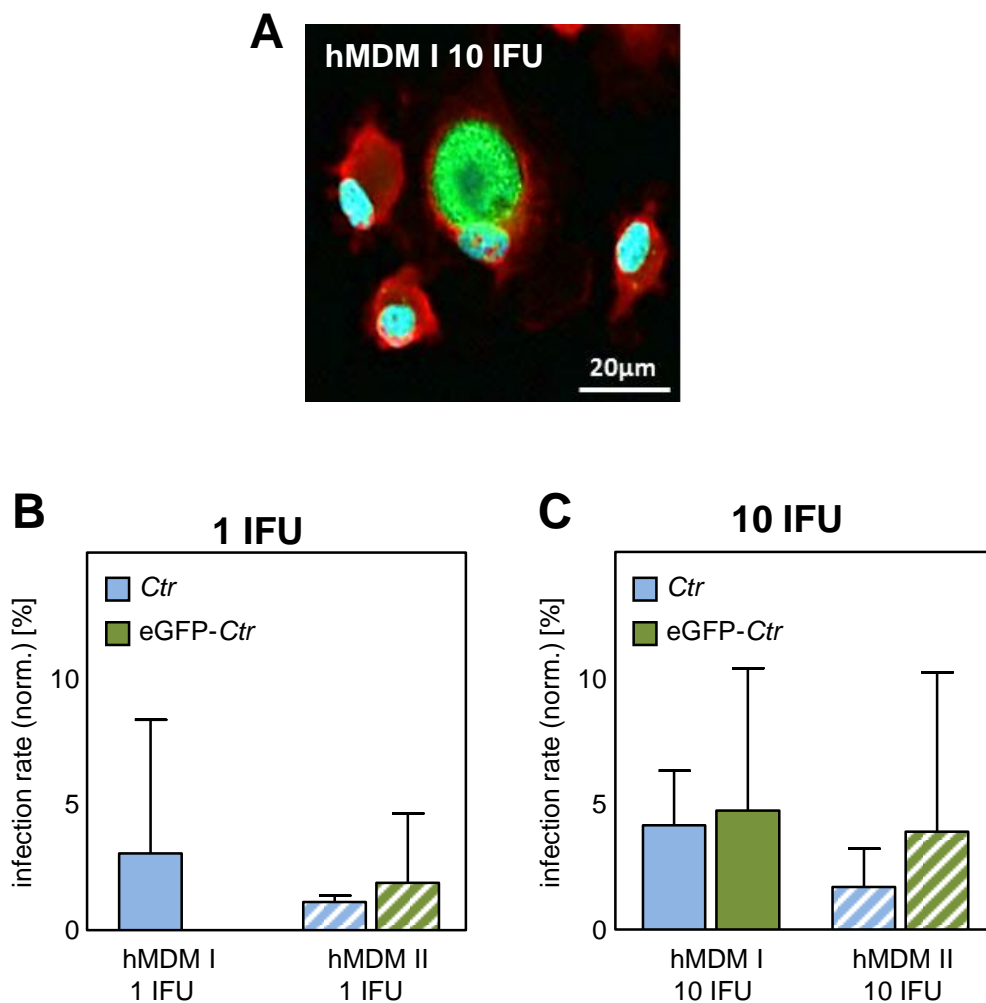 A
hMDM I 10 IFU
20µm
B
1 IFU
infection rate (norm.) [%]
Ctr
eGFP-Ctr
10
5
0
hMDM I
1 IFU
hMDM II
1 IFU
C
10 IFU
infection rate (norm.) [%]
Ctr
eGFP-Ctr
10
5
0
hMDM I
10 IFU
hMDM II
10 IFU